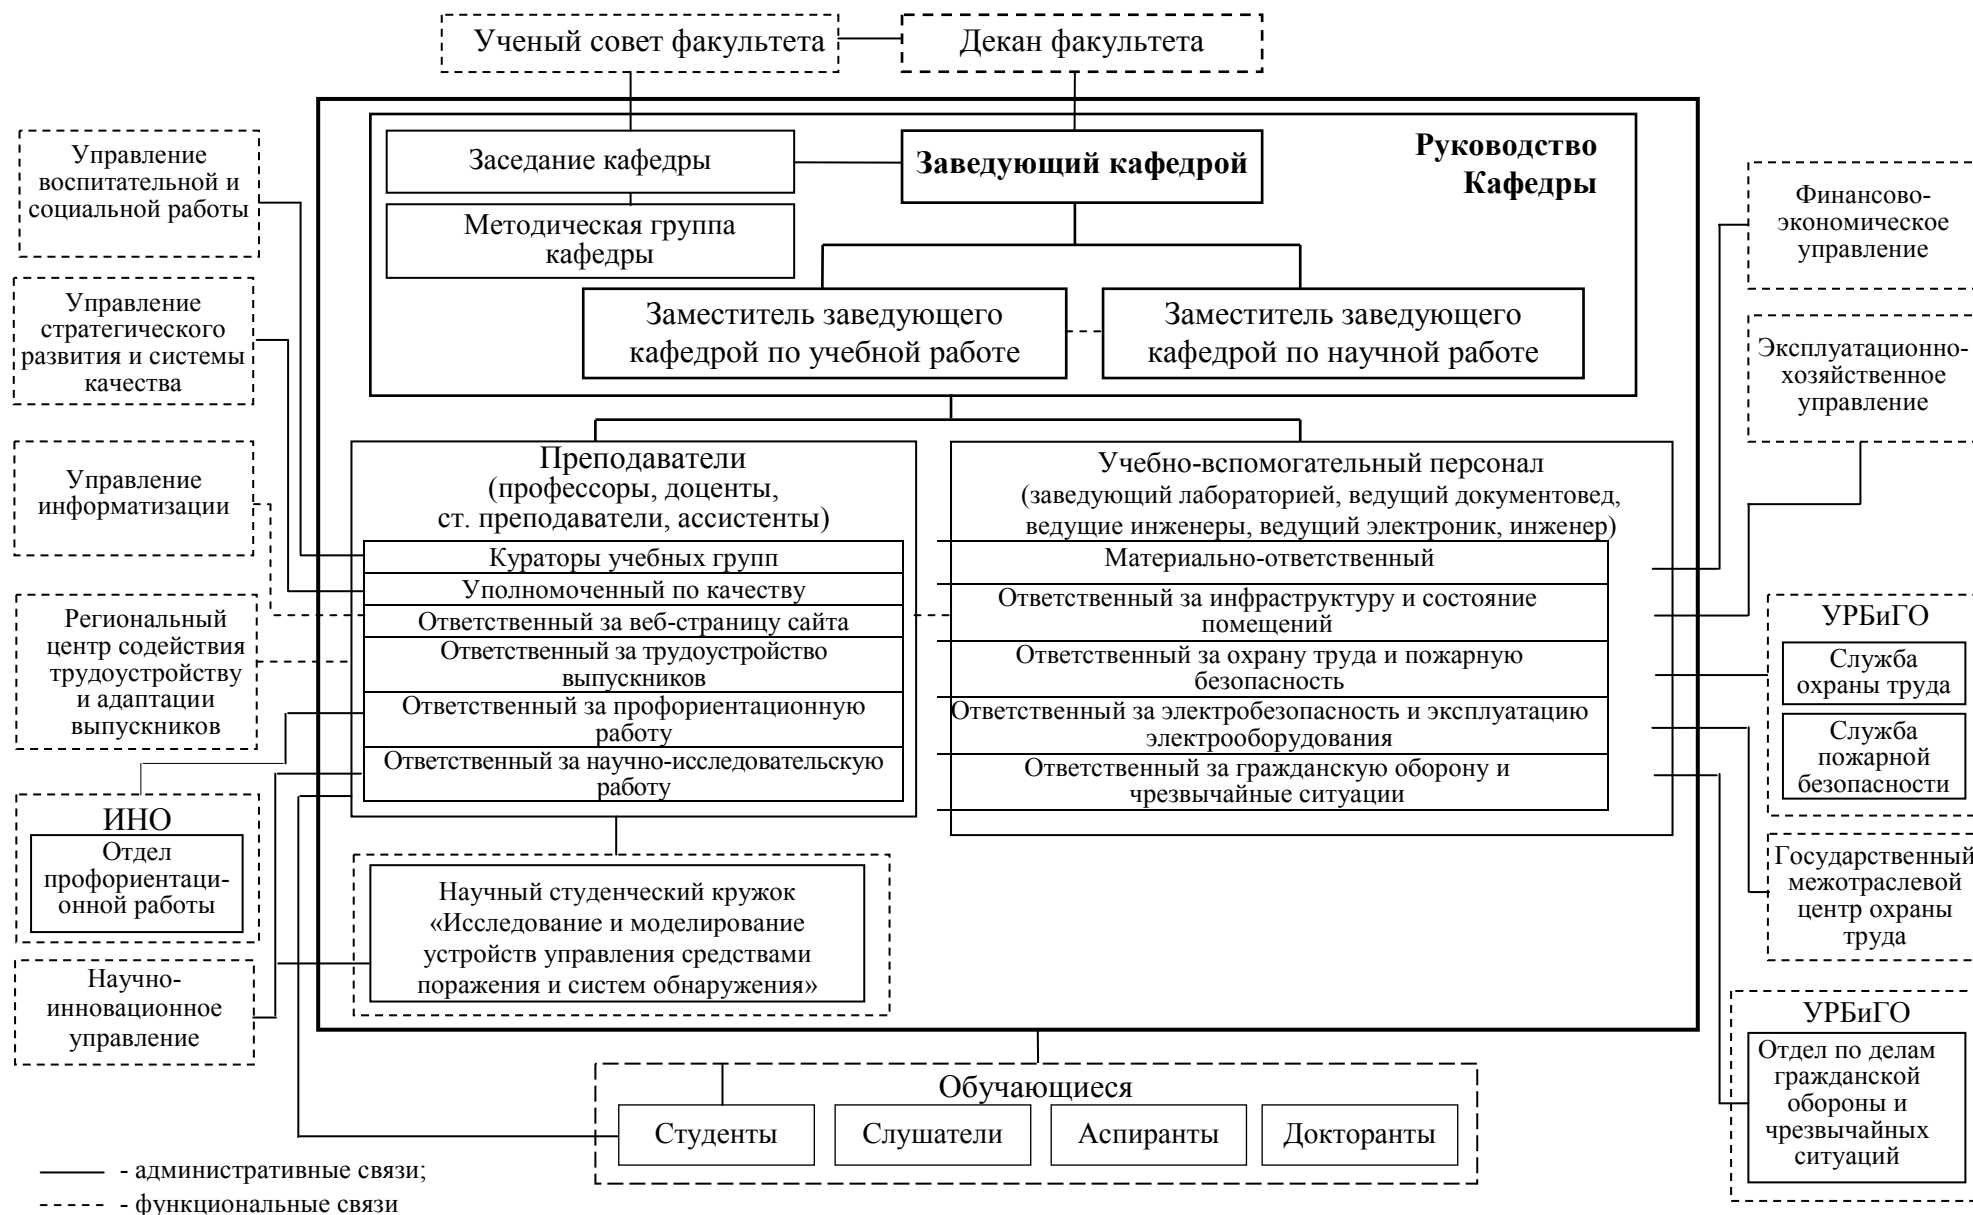 Ученый совет факультета
Декан факультета
Руководство
Кафедры
Заседание кафедры
Заведующий кафедрой
Методическая группа
кафедры
Заместитель заведующего
кафедрой по учебной работе
Заместитель заведующего
кафедрой по научной работе
Управление
воспитательной и
социальной работы
Управление
стратегического
развития и системы
качества
Управление
информатизации
Региональный
центр содействия
трудоустройству
и адаптации
выпускников
ИНО
Отдел
профориентаци-
онной работы
Научно-
инновационное
управление
Преподаватели
(профессоры, доценты,
ст. преподаватели, ассистенты)
Кураторы учебных групп
Уполномоченный по качеству
Ответственный за веб-страницу сайта
Ответственный за трудоустройство
выпускников
Ответственный за профориентационную
работу
Ответственный за научно-исследовательскую
работу
Учебно-вспомогательный персонал
(заведующий лабораторией, ведущий документовед,
ведущие инженеры, ведущий электроник, инженер)
Материально-ответственный
Ответственный за инфраструктуру и состояние
помещений
Ответственный за охрану труда и пожарную
безопасность
Ответственный за электробезопасность и эксплуатацию
электрооборудования
Ответственный за гражданскую оборону и
чрезвычайные ситуации
Научный студенческий кружок
«Исследование и моделирование
устройств управления средствами
поражения и систем обнаружения»
Финансово-
экономическое
управление
Эксплуатационно-
хозяйственное
управление
УРБиГО
Служба
охраны труда
Служба
пожарной
безопасности
Государственный
межотраслевой
центр охраны
труда
УРБиГО
Отдел по делам
гражданской
обороны и
чрезвычайных
ситуаций
Обучающиеся
Студенты
Слушатели
Аспиранты
Докторанты
- административные связи;
- функциональные связи